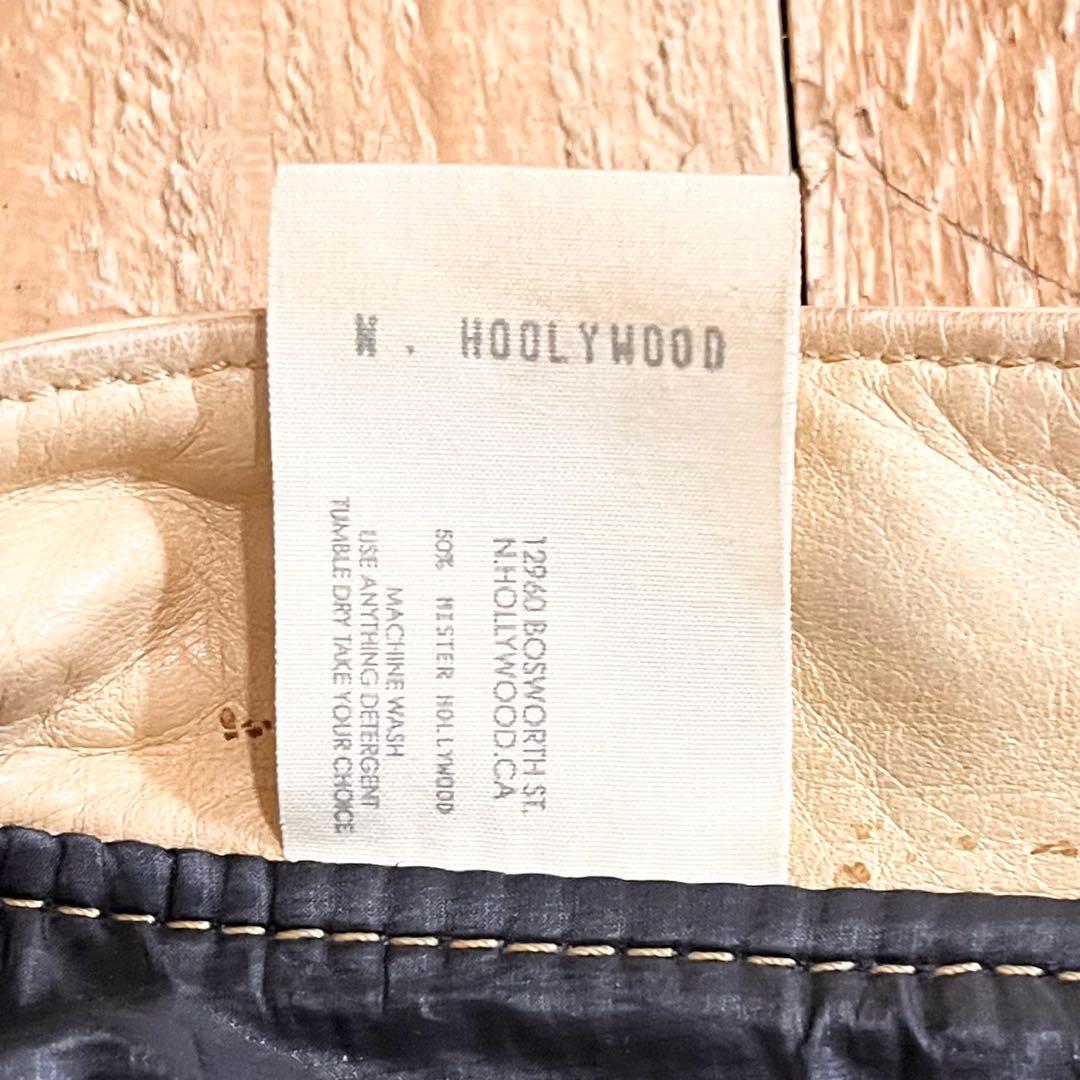 N. HOOLYWOOD
12960 BOSWORTH ST.
N.HOLLYWOOD.CA
50% MISTER HOLLYWOOD
MACHINE WASH
USE ANYTHING DETERGENT
TUMBLE DRY TAKE YOUR CHOICE